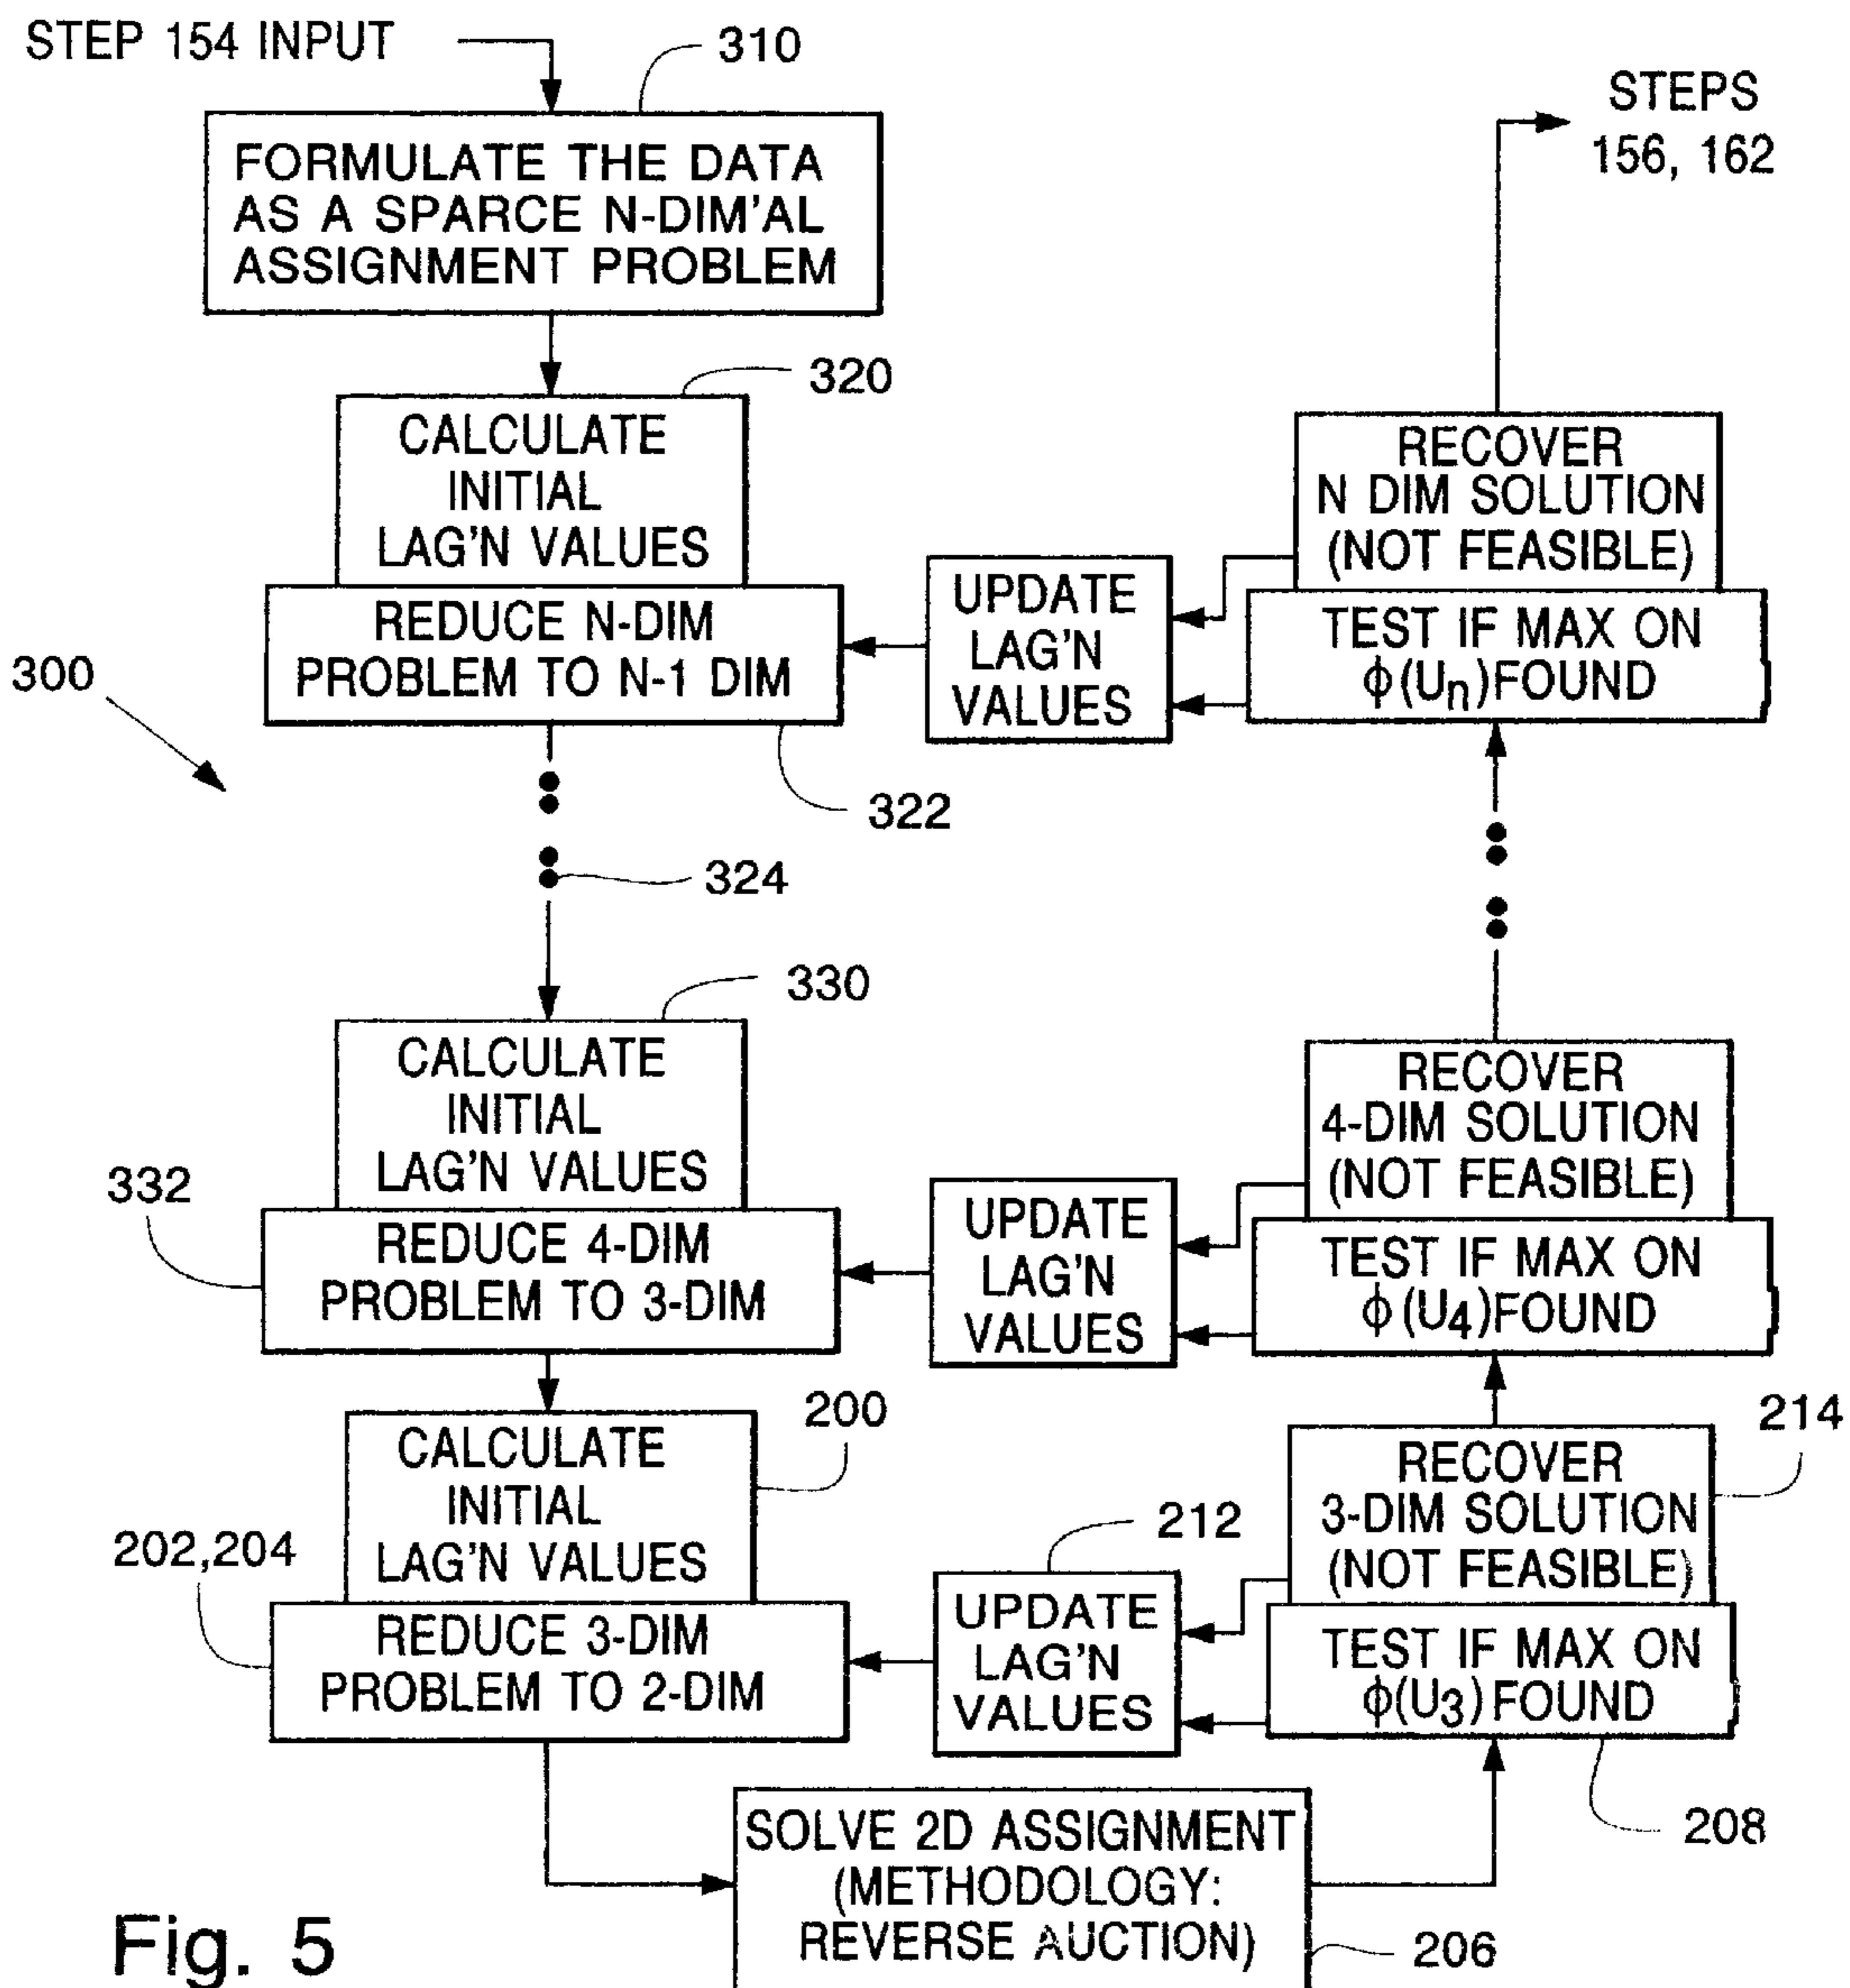 STEP 154 INPUT
310
FORMULATE THE DATA
AS A SPARCE N-DIM'AL
ASSIGNMENT PROBLEM
STEPS
156, 162
320
CALCULATE
INITIAL
LAG'N VALUES
REDUCE N-DIM
PROBLEM TO N-1 DIM
322
UPDATE
LAG'N
VALUES
RECOVER
N DIM SOLUTION
(NOT FEASIBLE)
TEST IF MAX ON
ϕ(Un)FOUND
300
324
330
CALCULATE
INITIAL
LAG'N VALUES
332
REDUCE 4-DIM
PROBLEM TO 3-DIM
UPDATE
LAG'N
VALUES
RECOVER
4-DIM SOLUTION
(NOT FEASIBLE)
TEST IF MAX ON
ϕ(U4)FOUND
200
CALCULATE
INITIAL
LAG'N VALUES
202,204
REDUCE 3-DIM
PROBLEM TO 2-DIM
212
UPDATE
LAG'N
VALUES
214
RECOVER
3-DIM SOLUTION
(NOT FEASIBLE)
TEST IF MAX ON
ϕ(U3)FOUND
208
SOLVE 2D ASSIGNMENT
(METHODOLOGY:
REVERSE AUCTION)
206
Fig. 5